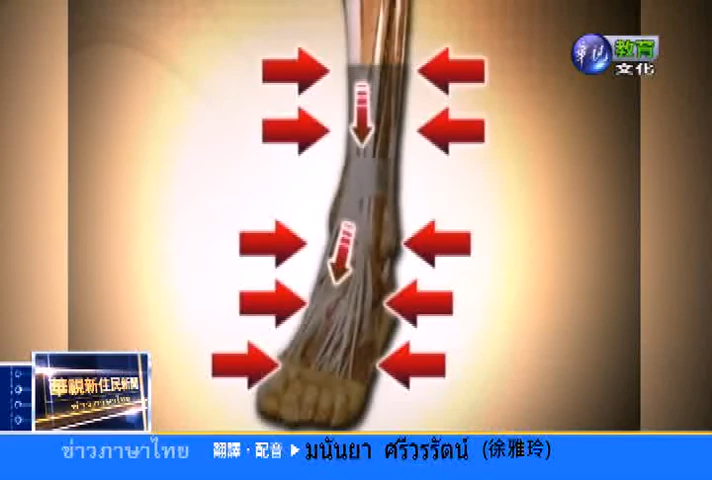 華視
教育
文化
華視新住民新聞
ข่าวภาษาไทย
ข่าวภาษาไทย 翻譯・配音 ▶ มนันยา ศรีวรรัตน์ (徐雅玲)